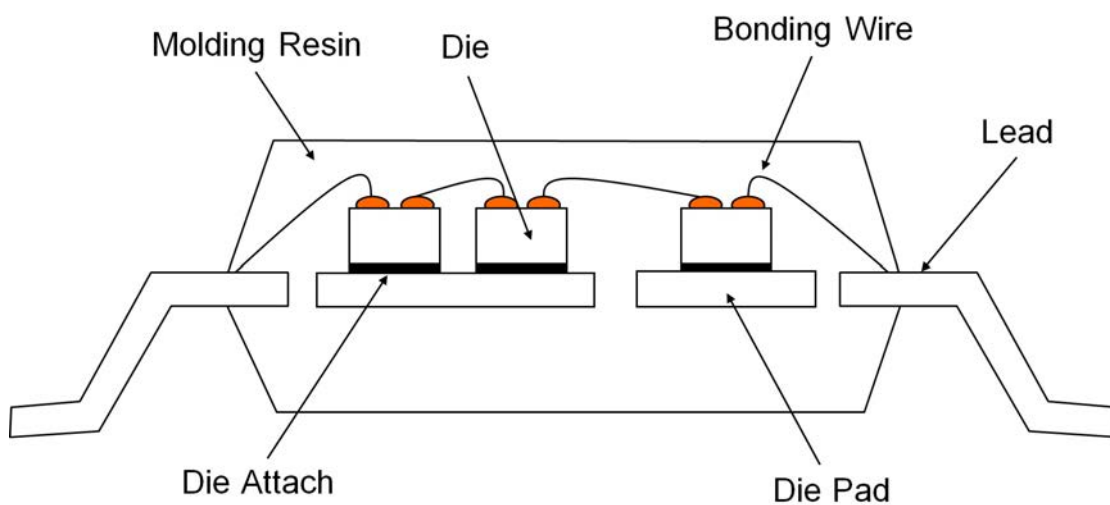 Molding Resin
Die
Bonding Wire
Lead
Die Attach
Die Pad